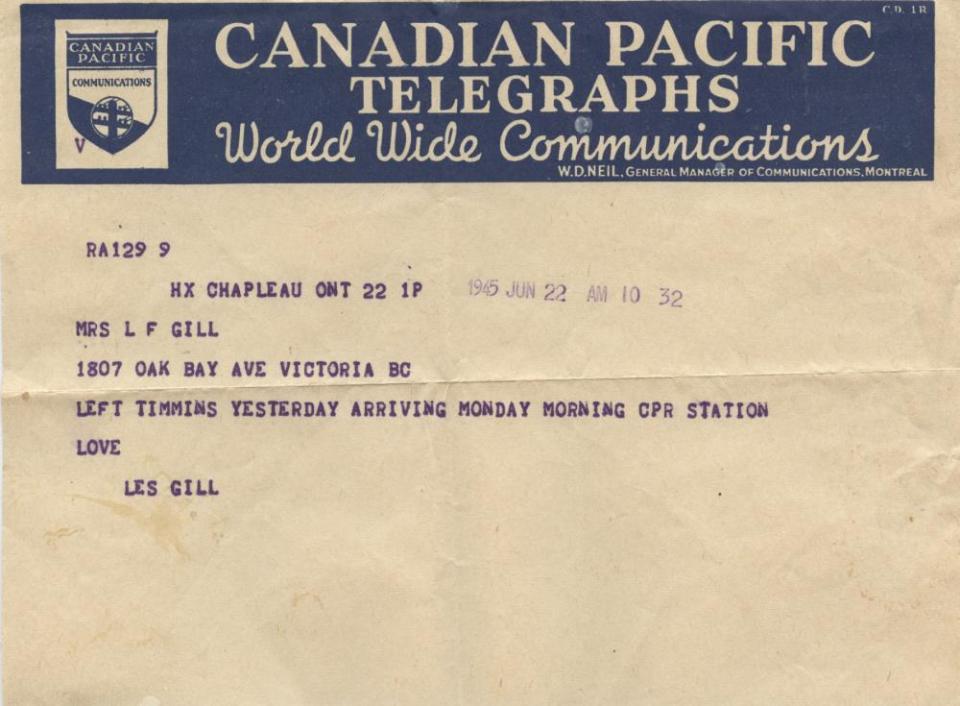 C.D. 1R
CANADIAN PACIFIC
TELEGRAPHS
World Wide Communications
W.D. NEIL, GENERAL MANAGER OF COMMUNICATIONS, MONTREAL
CANADIAN
PACIFIC
COMMUNICATIONS
V
RA129 9
HX CHAPLEAU ONT 22 1P 1945 JUN 22 AM 10 32
MRS L F GILL
1807 OAK BAY AVE VICTORIA BC
LEFT TIMMINS YESTERDAY ARRIVING MONDAY MORNING CPR STATION
LOVE
LES GILL